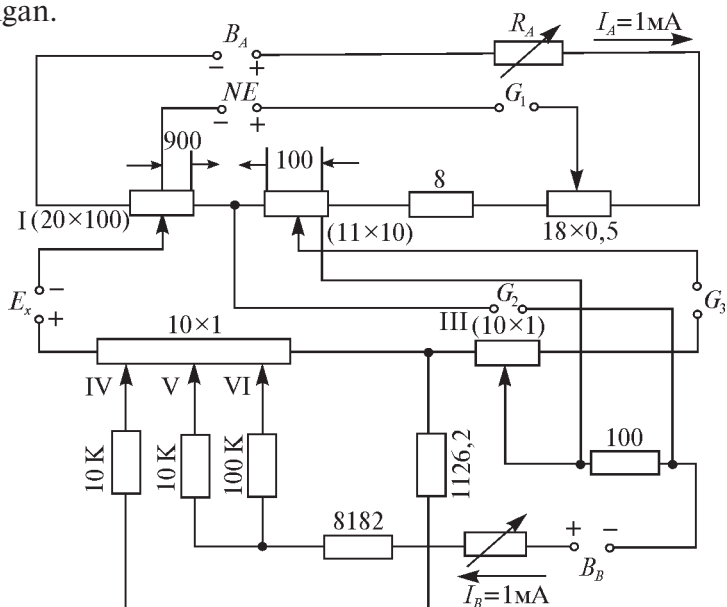 ngan.
B_A R_A I_A=1мА
− + 
NE G_1
− +
900 100
8
I (20×100) (11×10) 18×0,5
E_x − + G_2 G_3
10×1 III (10×1)
IV V VI
10 K 10 K 100 K 1126,2 100
8182 + −
B_B
I_B=1мА